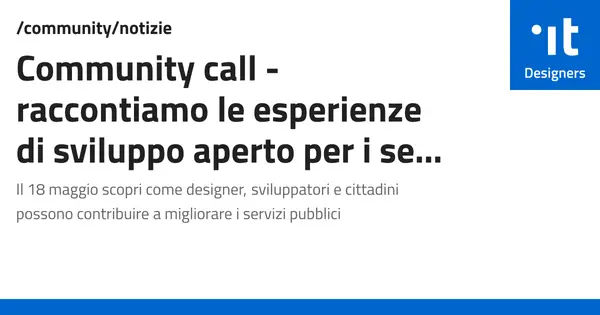 /community/notizie
Community call -
raccontiamo le esperienze
di sviluppo aperto per i se...
Il 18 maggio scopri come designer, sviluppatori e cittadini
possono contribuire a migliorare i servizi pubblici
it
Designers